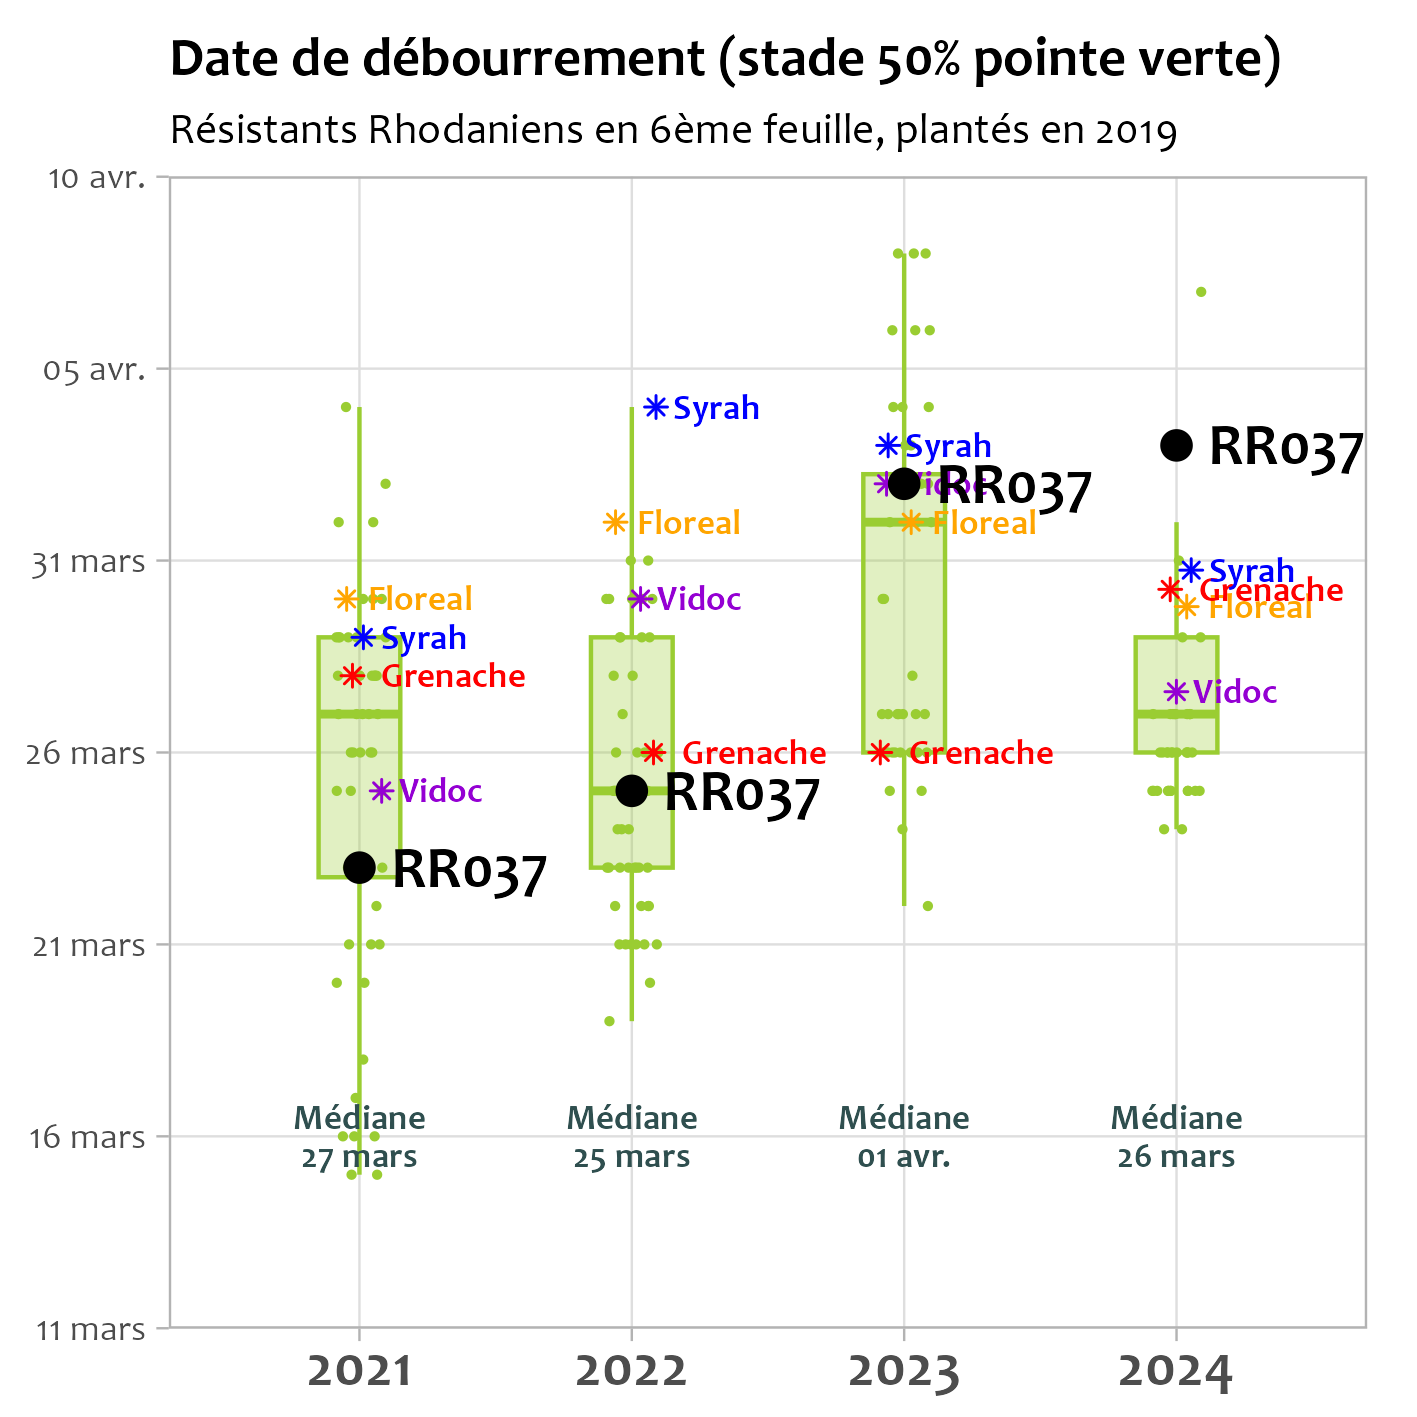 Date de débourrement (stade 50% pointe verte)
Résistants Rhodaniens en 6ème feuille, plantés en 2019
10 avr.
05 avr.
31 mars
26 mars
21 mars
16 mars
11 mars
Floreal
Syrah
Grenache
Vidoc
RR037
Médiane
27 mars
Syrah
Floreal
Vidoc
Grenache
RR037
Médiane
25 mars
Syrah
Vidoc
RR037
Floreal
Grenache
Médiane
01 avr.
RR037
Syrah
Grenache
Floreal
Vidoc
Médiane
26 mars
2021
2022
2023
2024